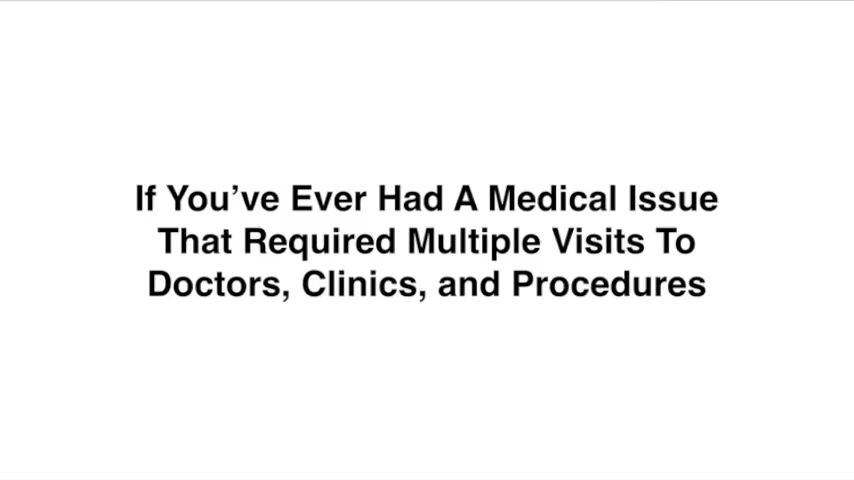 If You’ve Ever Had A Medical Issue
That Required Multiple Visits To
Doctors, Clinics, and Procedures